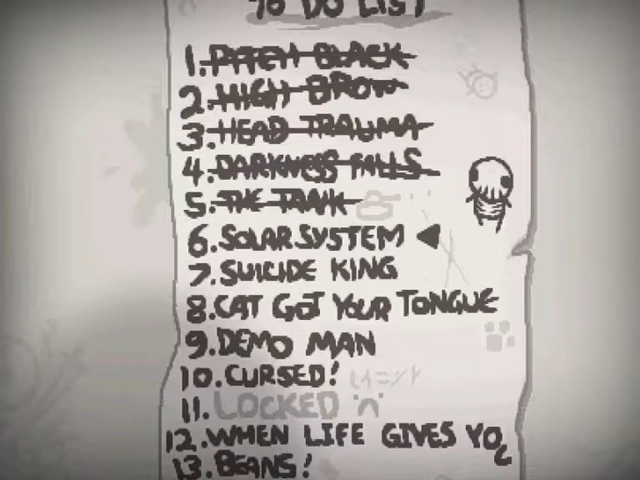 TO DO LIST
1. PITCH BLACK
2. HIGH BROW
3. HEAD TRAUMA
4. DARKNESS FALLS
5. THE TANK
6. SOLAR SYSTEM
7. SUICIDE KING
8. CAT GOT YOUR TONGUE
9. DEMO MAN
10. CURSED!
11. LOCKED
12. WHEN LIFE GIVES YO
13. BEANS!